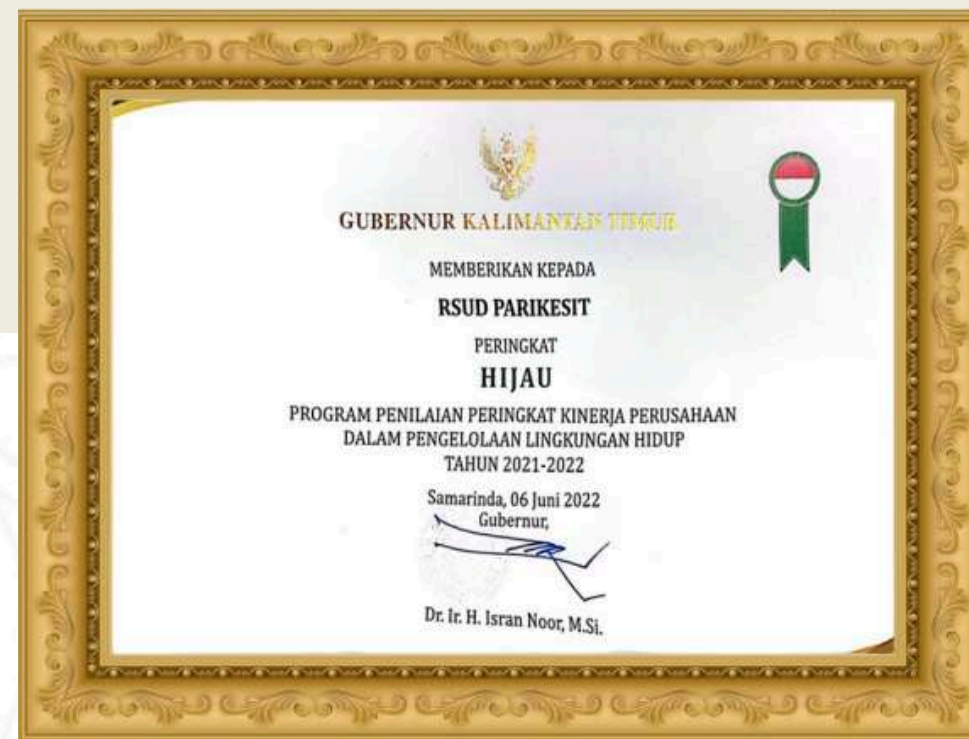 GUBERNUR KALIMANTAN TIMUR
MEMBERIKAN KEPADA
RSUD PARIKESIT
PERINGKAT
HIJAU
PROGRAM PENILAIAN PERINGKAT KINERJA PERUSAHAAN
DALAM PENGELOLAAN LINGKUNGAN HIDUP
TAHUN 2021-2022
Samarinda, 06 Juni 2022
Gubernur,
Dr. Ir. H. Isran Noor, M.Si.